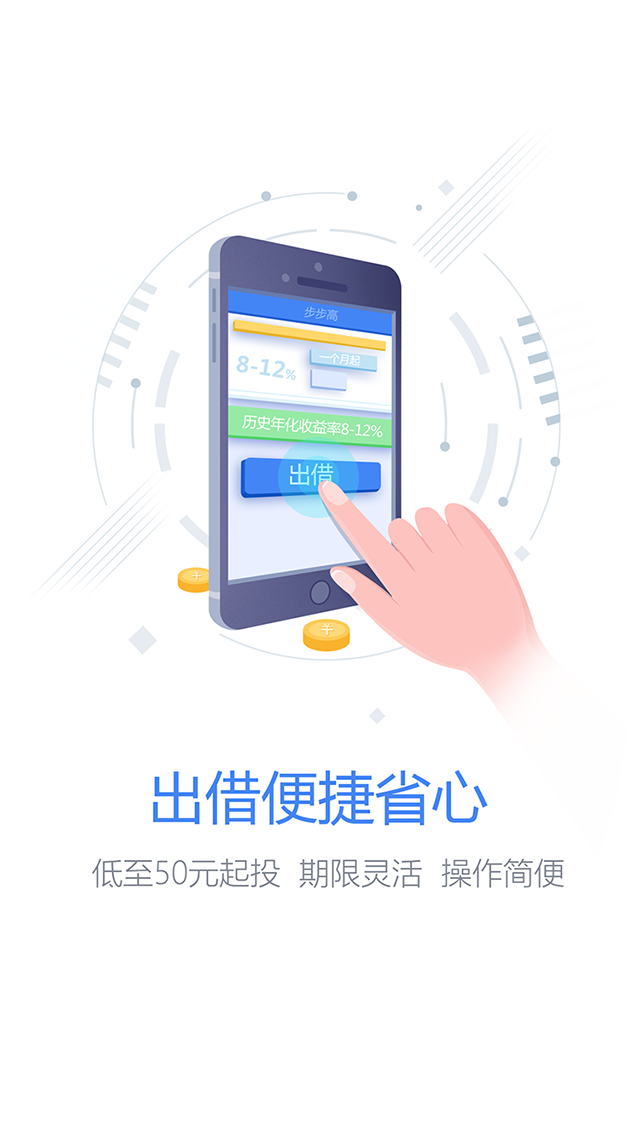 步步高
8-12%
一个月起
历史年化收益率8-12%
出借
出借便捷省心
低至50元起投 期限灵活 操作简便